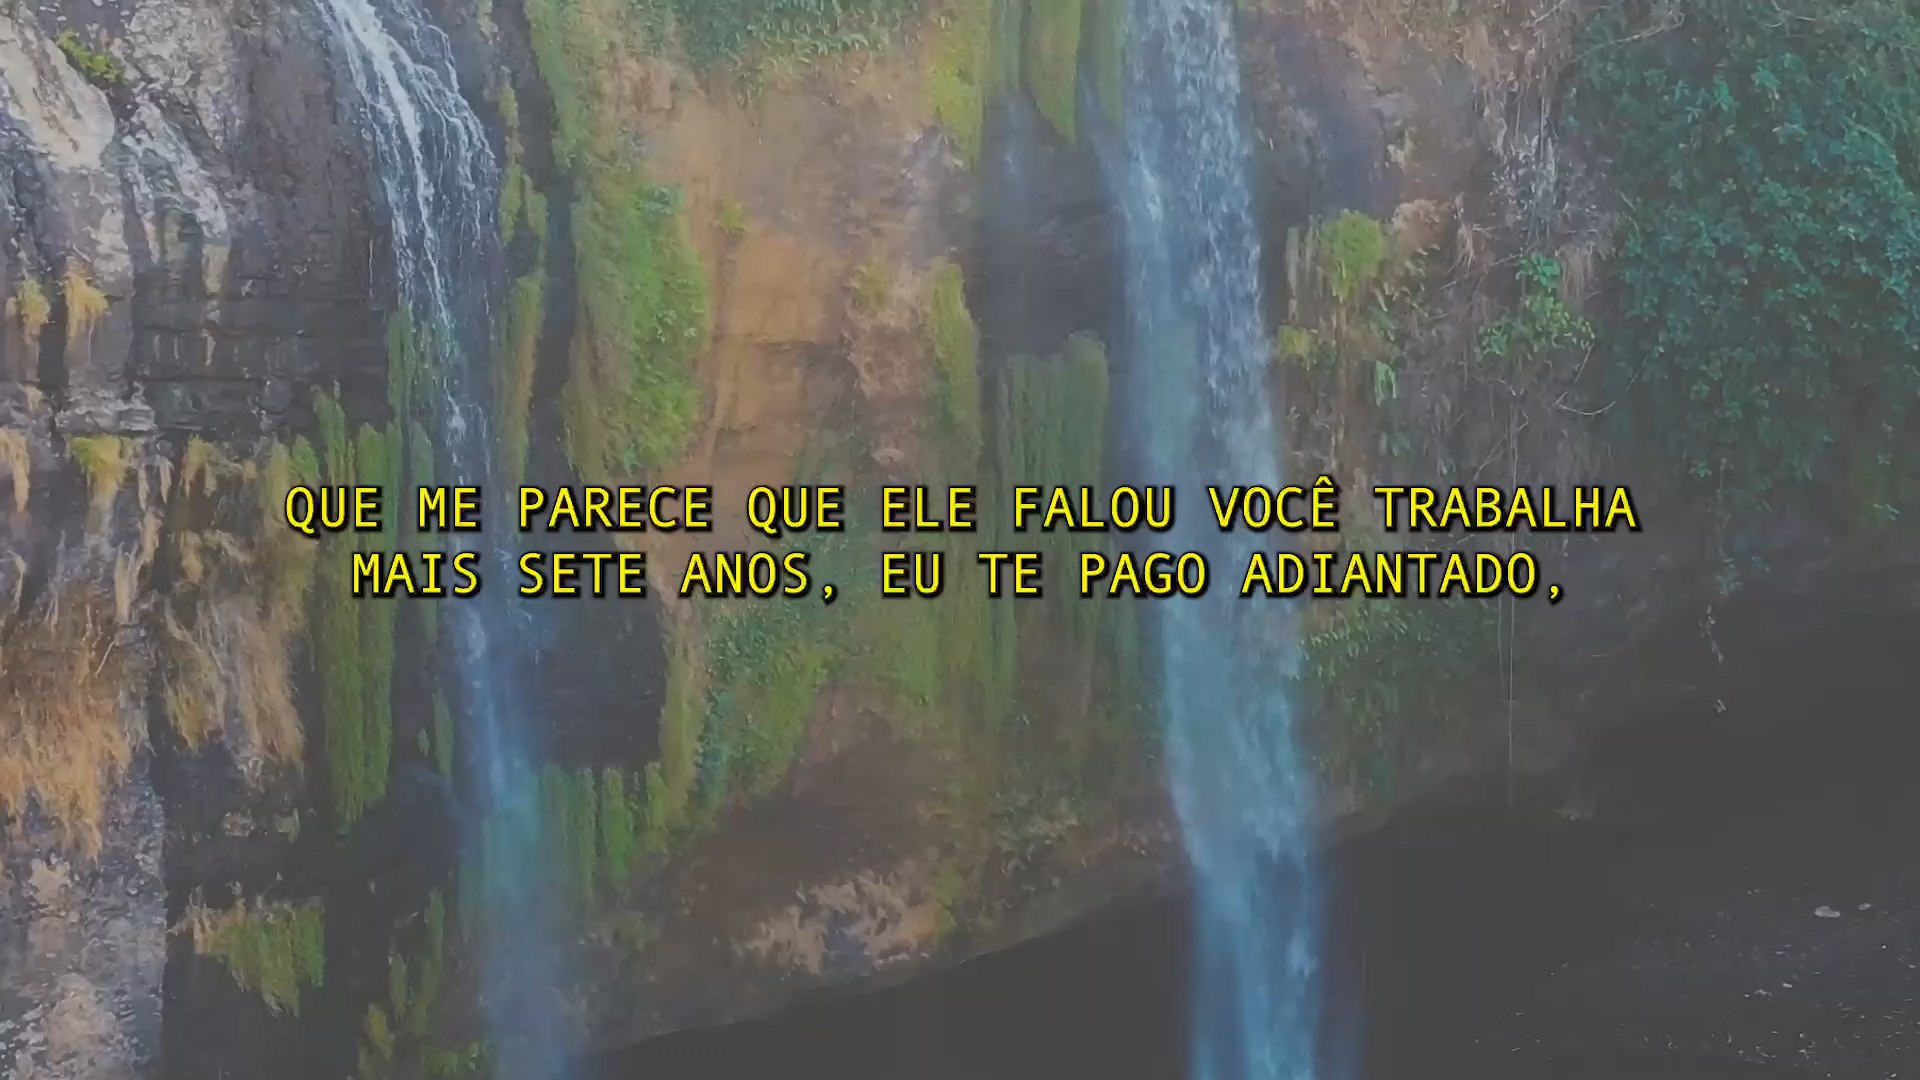 QUE ME PARECE QUE ELE FALOU VOCÊ TRABALHA
MAIS SETE ANOS, EU TE PAGO ADIANTADO,